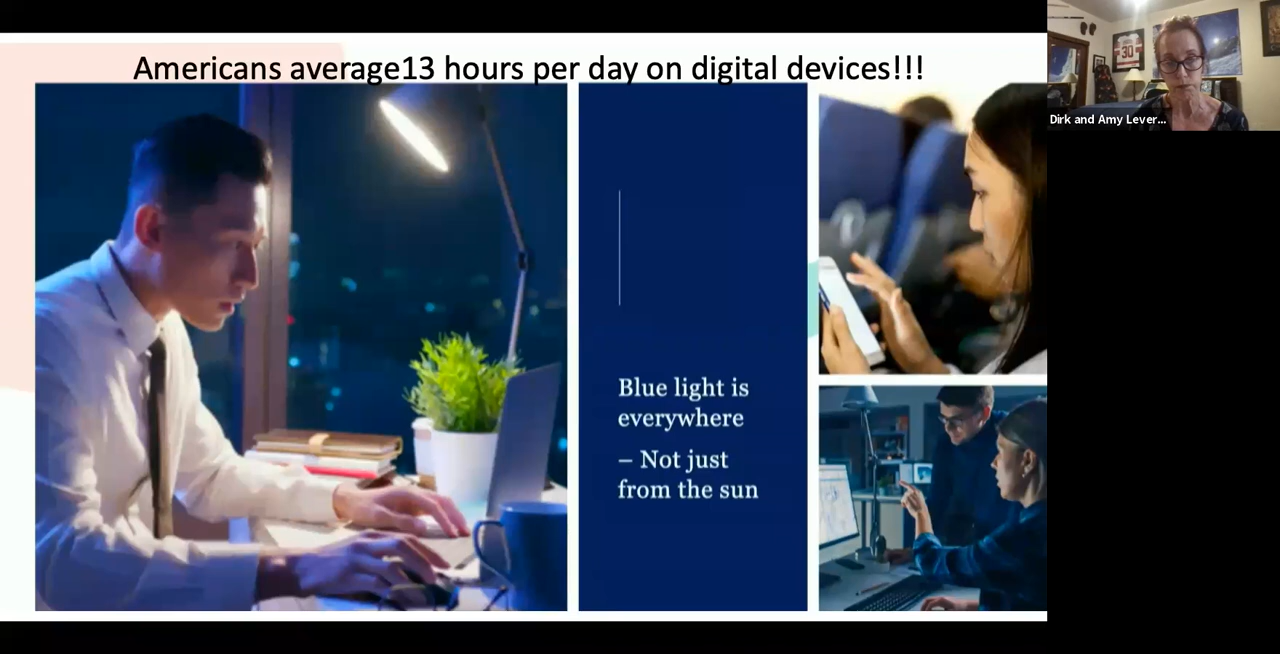 Americans average13 hours per day on digital devices!!!
Blue light is
everywhere
– Not just
from the sun
Dirk and Amy Lever...
30